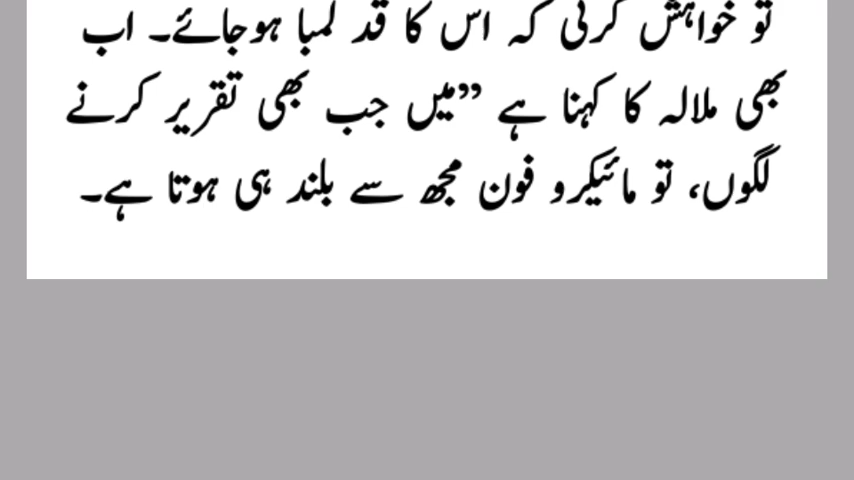 تو خواہش کرتی کہ اس کا قد لمبا ہوجائے۔ اب
بھی ملالہ کا کہنا ہے ”میں جب بھی تقریر کرنے
لگوں، تو مائیکرو فون مجھ سے بلند ہی ہوتا ہے۔